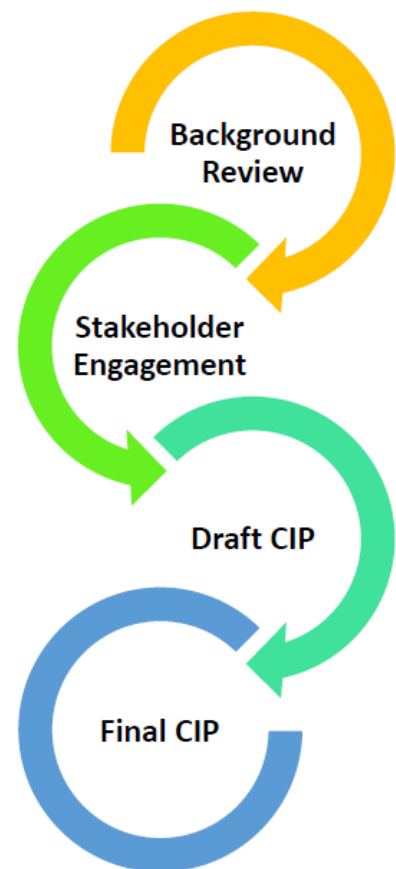 Background
Review
Stakeholder
Engagement
Draft CIP
Final CIP